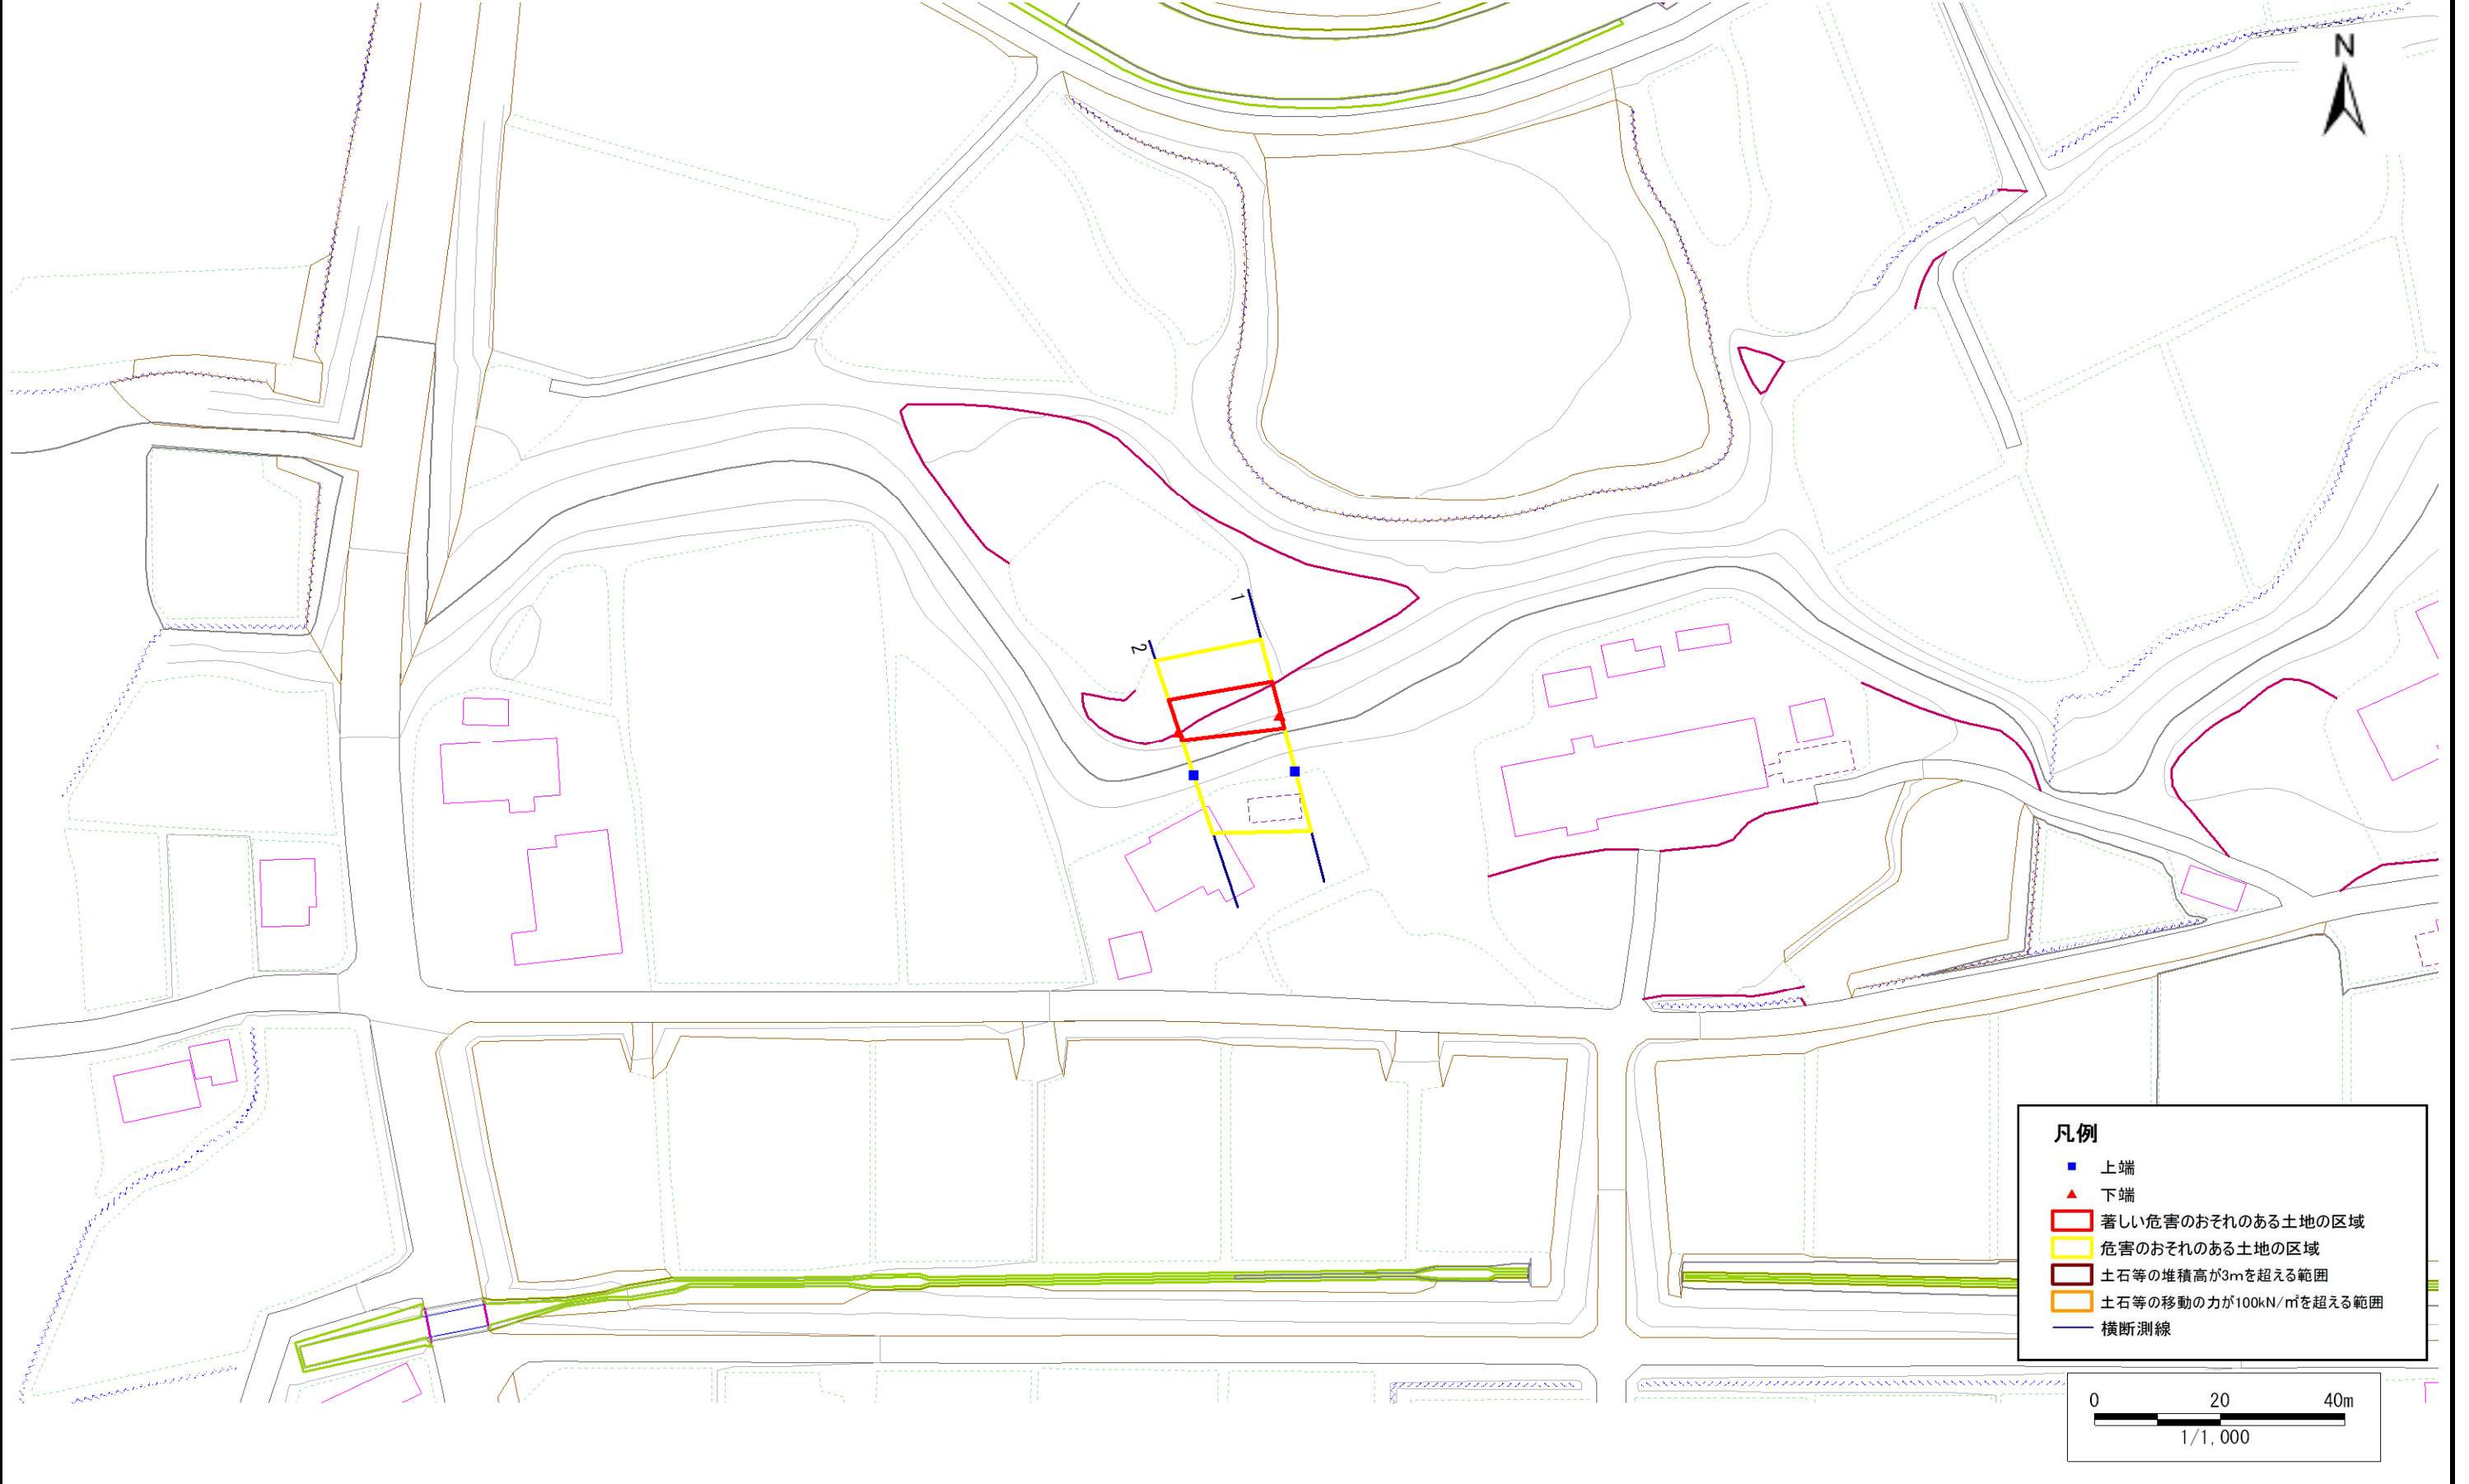 N
1
2
凡例
上端
下端
著しい危害のおそれのある土地の区域
危害のおそれのある土地の区域
土石等の堆積高が3mを超える範囲
土石等の移動の力が100kN/㎡を超える範囲
横断測線
0 20 40m
1/1,000